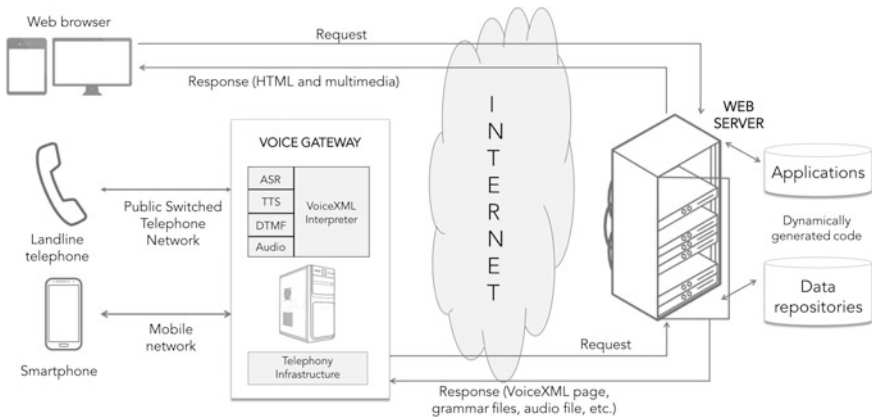 Web browser
Request
Response (HTML and multimedia)
INTERNET
WEB
SERVER
VOICE GATEWAY
ASR
TTS
DTMF
Audio
VoiceXML
Interpreter
Public Switched
Telephone
Network
Landline
telephone
Applications
Dynamically
generated code
Data
repositories
Mobile
network
Smartphone
Telephony
Infrastructure
Request
Response (VoiceXML page,
grammar files, audio file, etc.)